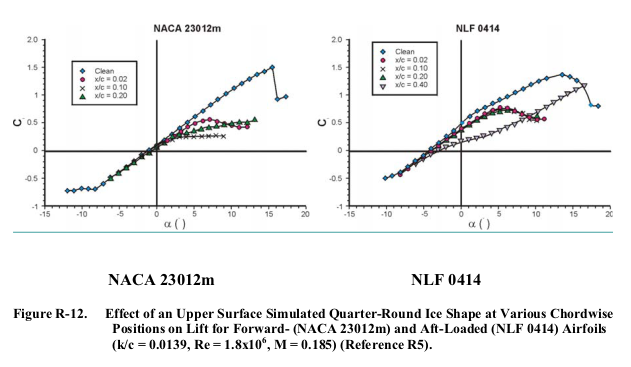 NACA 23012m
2.0
1.5
1.0
0.5
0
-0.5
-1
C
Clean
x/c = 0.02
x/c = 0.10
x/c = 0.20
-15 -10 -5 0 5 10 15 20
α (°)
NLF 0414
2.0
1.5
1
0.5
0
-0.5
-1
C
Clean
x/c = 0.02
x/c = 0.10
x/c = 0.20
x/c = 0.40
-15 -10 -5 0 5 10 15 20
α (°)
NACA 23012m NLF 0414
Figure R-12. Effect of an Upper Surface Simulated Quarter-Round Ice Shape at Various Chordwise
Positions on Lift for Forward- (NACA 23012m) and Aft-Loaded (NLF 0414) Airfoils
(k/c = 0.0139, Re = 1.8x10⁶, M = 0.185) (Reference R5).